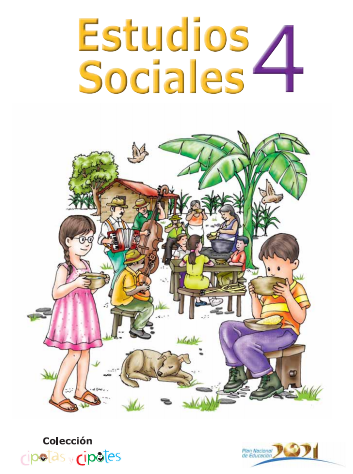 Estudios
Sociales 4
Colección
cipotas y cipotes
Plan Nacional
de Educación
2021